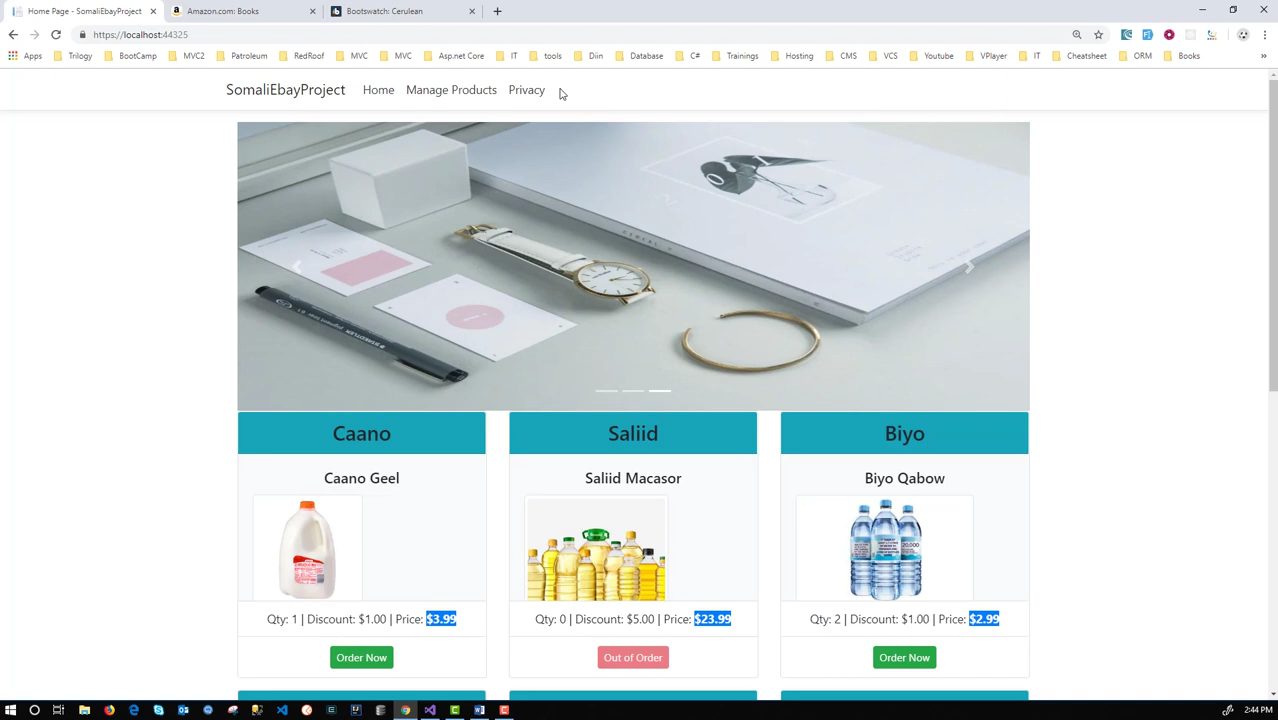 Home Page - SomaliEbayProject
Amazon.com: Books
Bootswatch: Cerulean
https://localhost:44325
Apps Trilogy BootCamp MVC2 Patroleum RedRoof MVC MVC Asp.net Core IT tools Diin Database C# Trainings Hosting CMS VCS Youtube VPlayer IT Cheatsheet ORM Books
SomaliEbayProject Home Manage Products Privacy
Caano
Caano Geel
Qty: 1 | Discount: $1.00 | Price: $3.99
Order Now
Saliid
Saliid Macasor
Qty: 0 | Discount: $5.00 | Price: $23.99
Out of Order
Biyo
Biyo Qabow
Qty: 2 | Discount: $1.00 | Price: $2.99
Order Now
2:44 PM